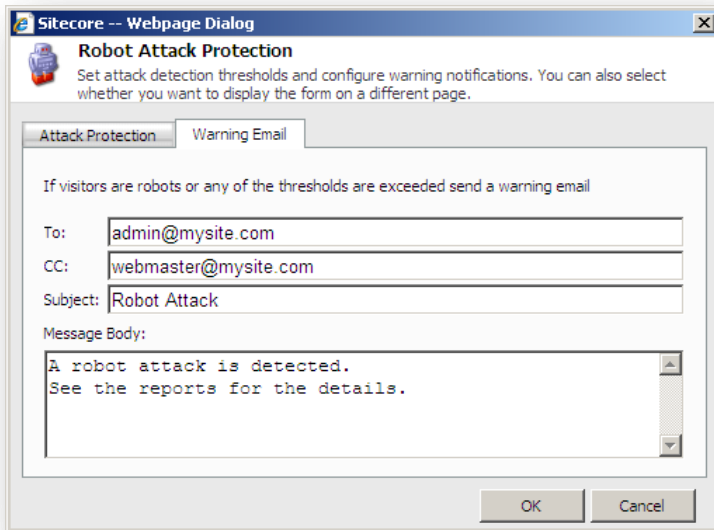 Sitecore -- Webpage Dialog
Robot Attack Protection
Set attack detection thresholds and configure warning notifications. You can also select
whether you want to display the form on a different page.
Attack Protection
Warning Email
If visitors are robots or any of the thresholds are exceeded send a warning email
To: admin@mysite.com
CC: webmaster@mysite.com
Subject: Robot Attack
Message Body:
A robot attack is detected.
See the reports for the details.
OK
Cancel